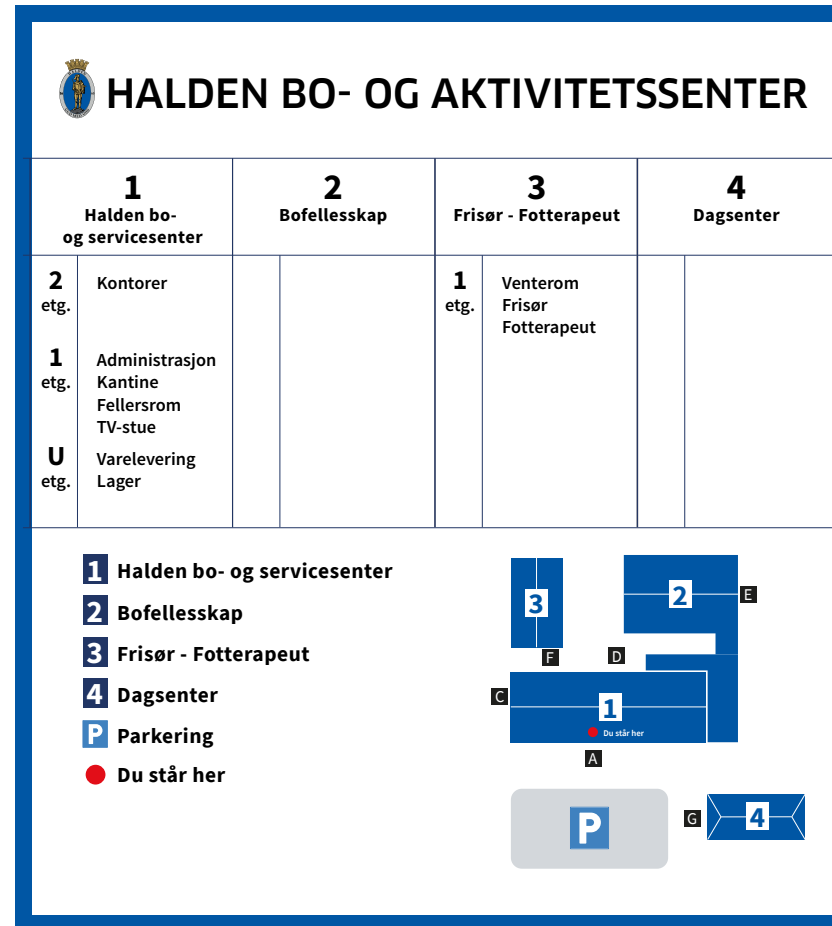 HALDEN BO- OG AKTIVITETSSENTER
1
Halden bo-
og servicesenter
2
Bofellesskap
3
Frisør - Fotterapeut
4
Dagsenter
2
etg.
Kontorer
1
etg.
Administrasjon
Kantine
Fellersrom
TV-stue
U
etg.
Varelevering
Lager
1
etg.
Venterom
Frisør
Fotterapeut
1 Halden bo- og servicesenter
2 Bofellesskap
3 Frisør - Fotterapeut
4 Dagsenter
P Parkering
Du står her
3
2
E
F
D
C
1
Du står her
A
P
G
4